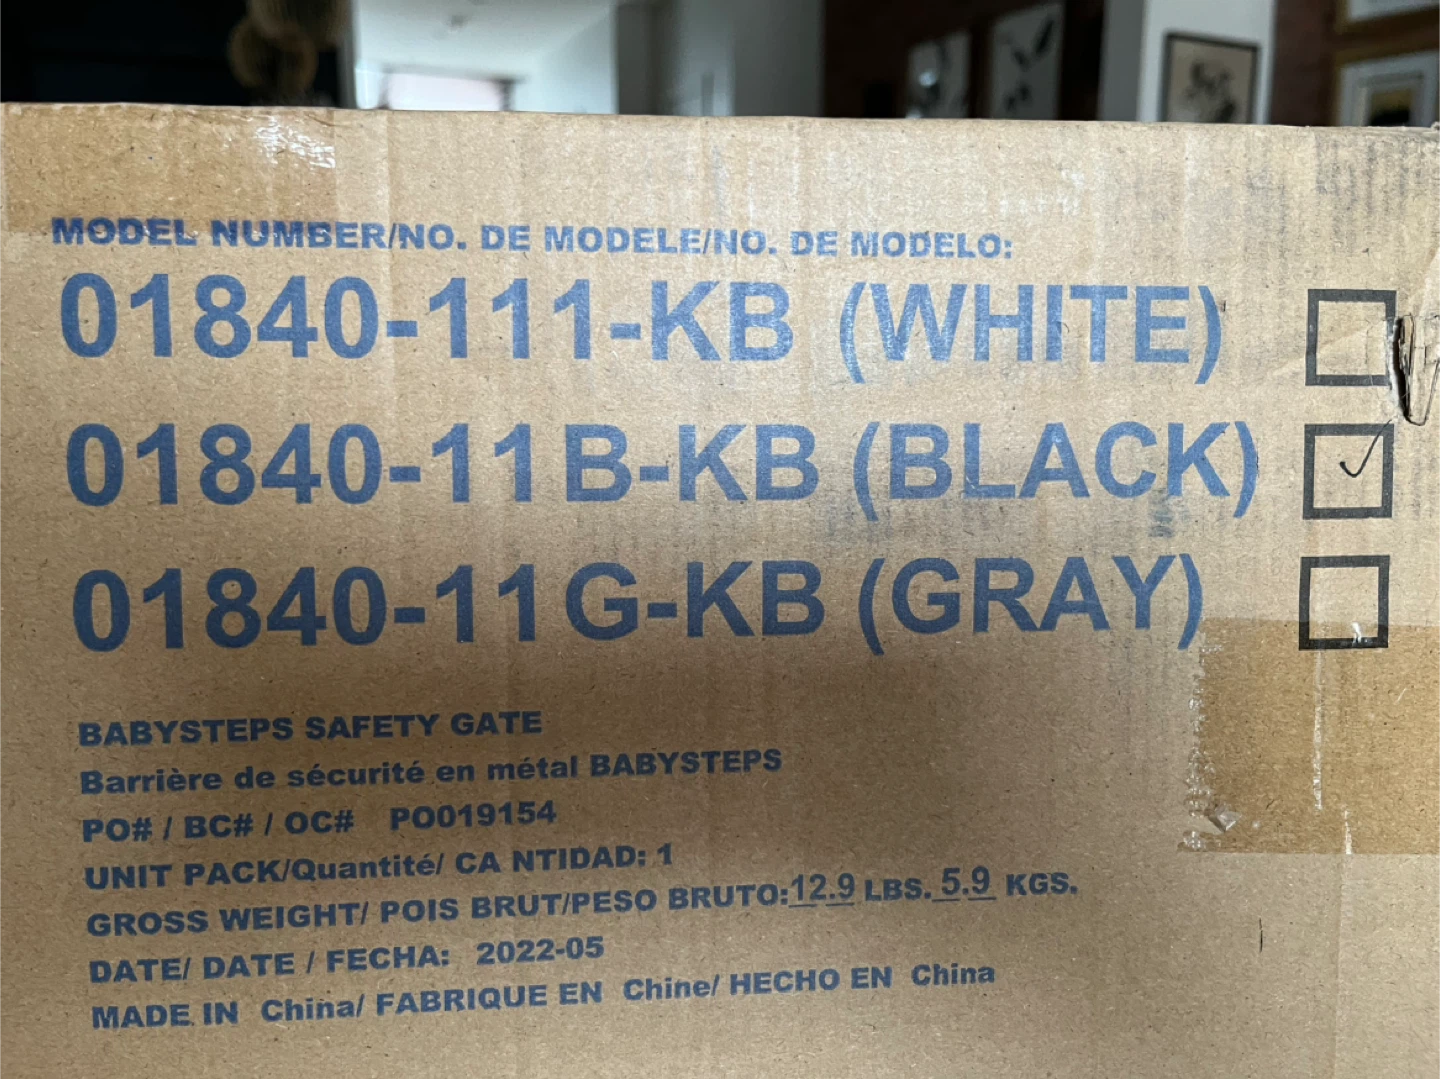 MODEL NUMBER/NO. DE MODELE/NO. DE MODELO:
01840-111-KB (WHITE)
01840-11B-KB (BLACK)
01840-11G-KB (GRAY)
BABYSTEPS SAFETY GATE
Barrière de sécurité en métal BABYSTEPS
PO# / BC# / OC# PO019154
UNIT PACK/Quantité/ CA NTIDAD: 1
GROSS WEIGHT/ POIS BRUT/PESO BRUTO:12.9 LBS. 5.9 KGS.
DATE/ DATE / FECHA: 2022-05
MADE IN China/ FABRIQUE EN Chine/ HECHO EN China